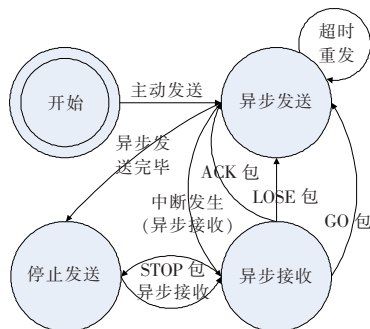 超时
重发
开始
主动发送
异步发送
异步发
送完毕
ACK 包
中断发生
(异步接收)
LOSE 包
GO 包
停止发送
STOP 包
异步接收
异步接收